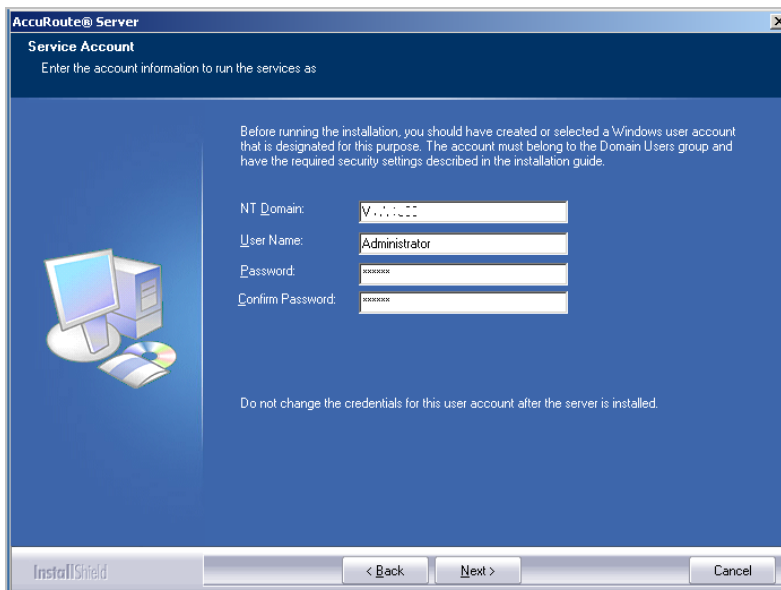 AccuRoute® Server
Service Account
Enter the account information to run the services as
Before running the installation, you should have created or selected a Windows user account
that is designated for this purpose. The account must belong to the Domain Users group and
have the required security settings described in the installation guide.
NT Domain:
User Name: Administrator
Password: xxxxxx
Confirm Password: xxxxxx
Do not change the credentials for this user account after the server is installed.
InstallShield
< Back
Next >
Cancel